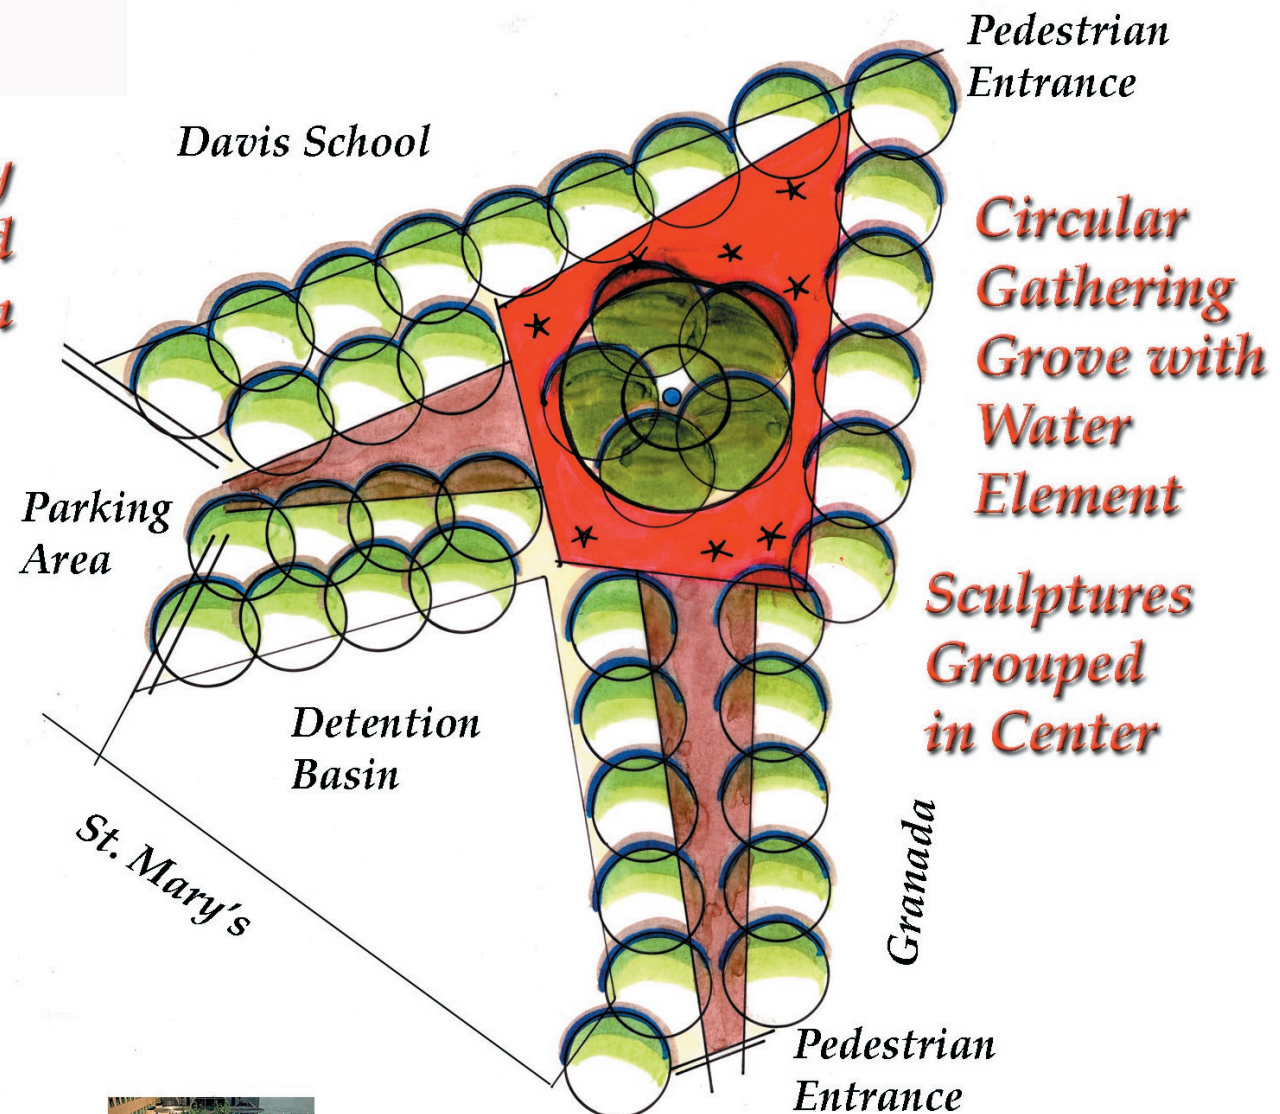 Pedestrian
Entrance
Davis School
Circular
Gathering
Grove with
Water
Element
Parking
Area
Sculptures
Grouped
in Center
Detention
Basin
St. Mary's
Granada
Pedestrian
Entrance